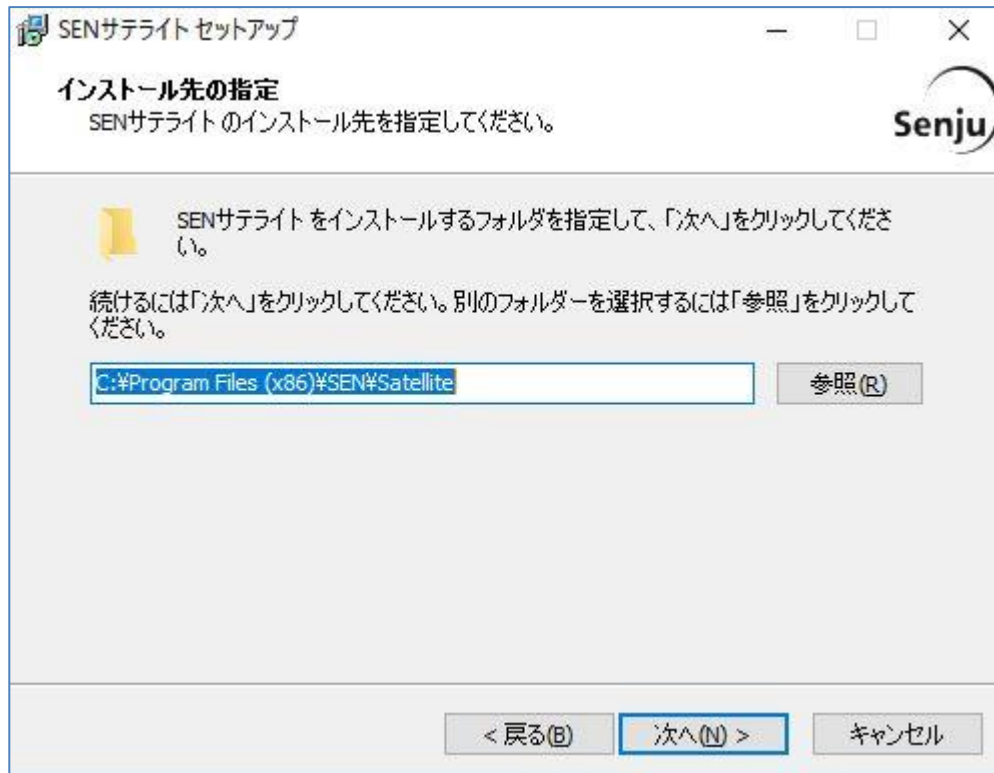 SENサテライト セットアップ
インストール先の指定
SENサテライト のインストール先を指定してください。
Senju
SENサテライト をインストールするフォルダを指定して、「次へ」をクリックしてくださ
い。
続けるには「次へ」をクリックしてください。別のフォルダーを選択するには「参照」をクリックして
ください。
C:¥Program Files (x86)¥SEN¥Satellite
参照(R)
< 戻る(B)
次へ(N) >
キャンセル